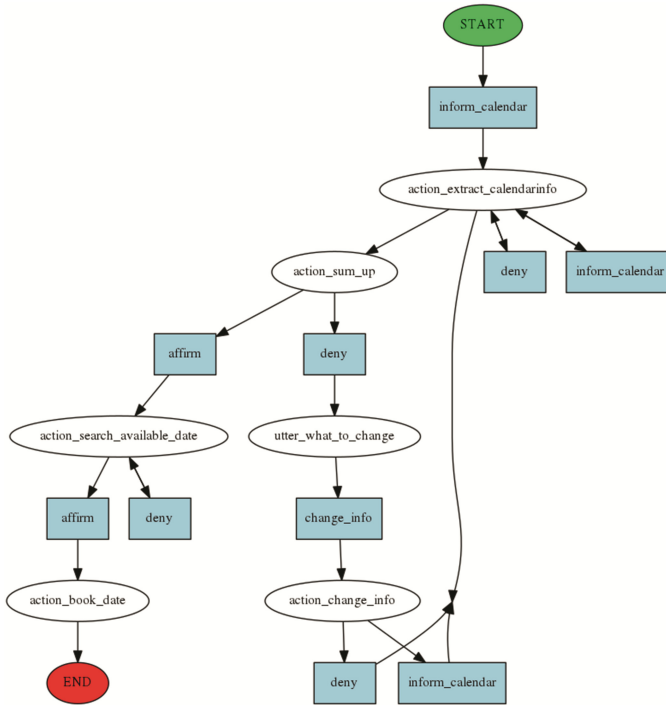 START
inform_calendar
action_extract_calendarinfo
action_sum_up
deny
inform_calendar
affirm
deny
action_search_available_date
utter_what_to_change
affirm
deny
change_info
action_book_date
action_change_info
END
deny
inform_calendar